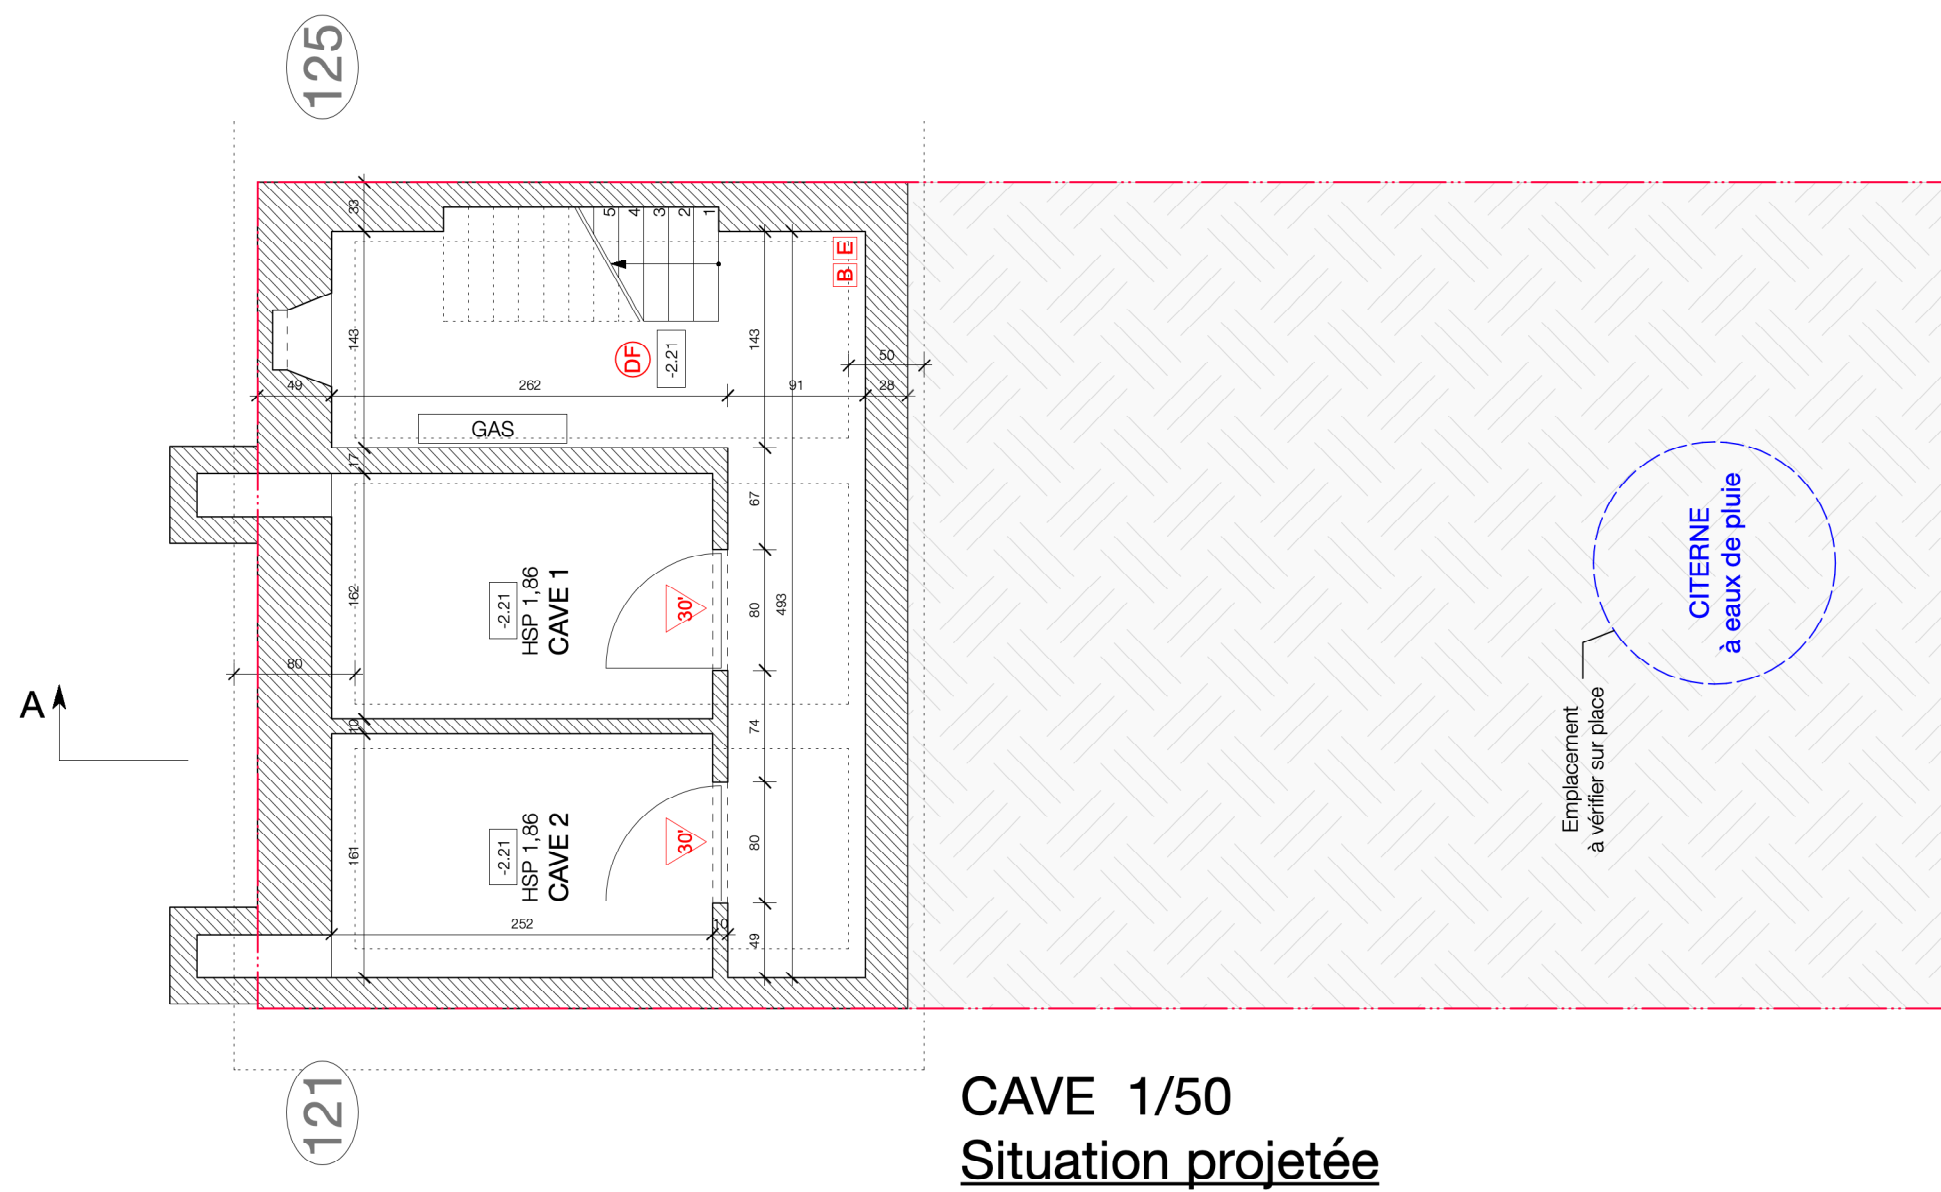 125
33
5
4
3
2
1
E
B
143
143
DF
-2.21
50
49
262
91
28
GAS
17
67
-2.21
HSP 1,86
CAVE 1
30'
162
80
493
80
A
10
74
-2.21
HSP 1,86
CAVE 2
30'
161
80
252
10
49
CITERNE
à eaux de pluie
Emplacement
à vérifier sur place
121
CAVE 1/50
Situation projetée